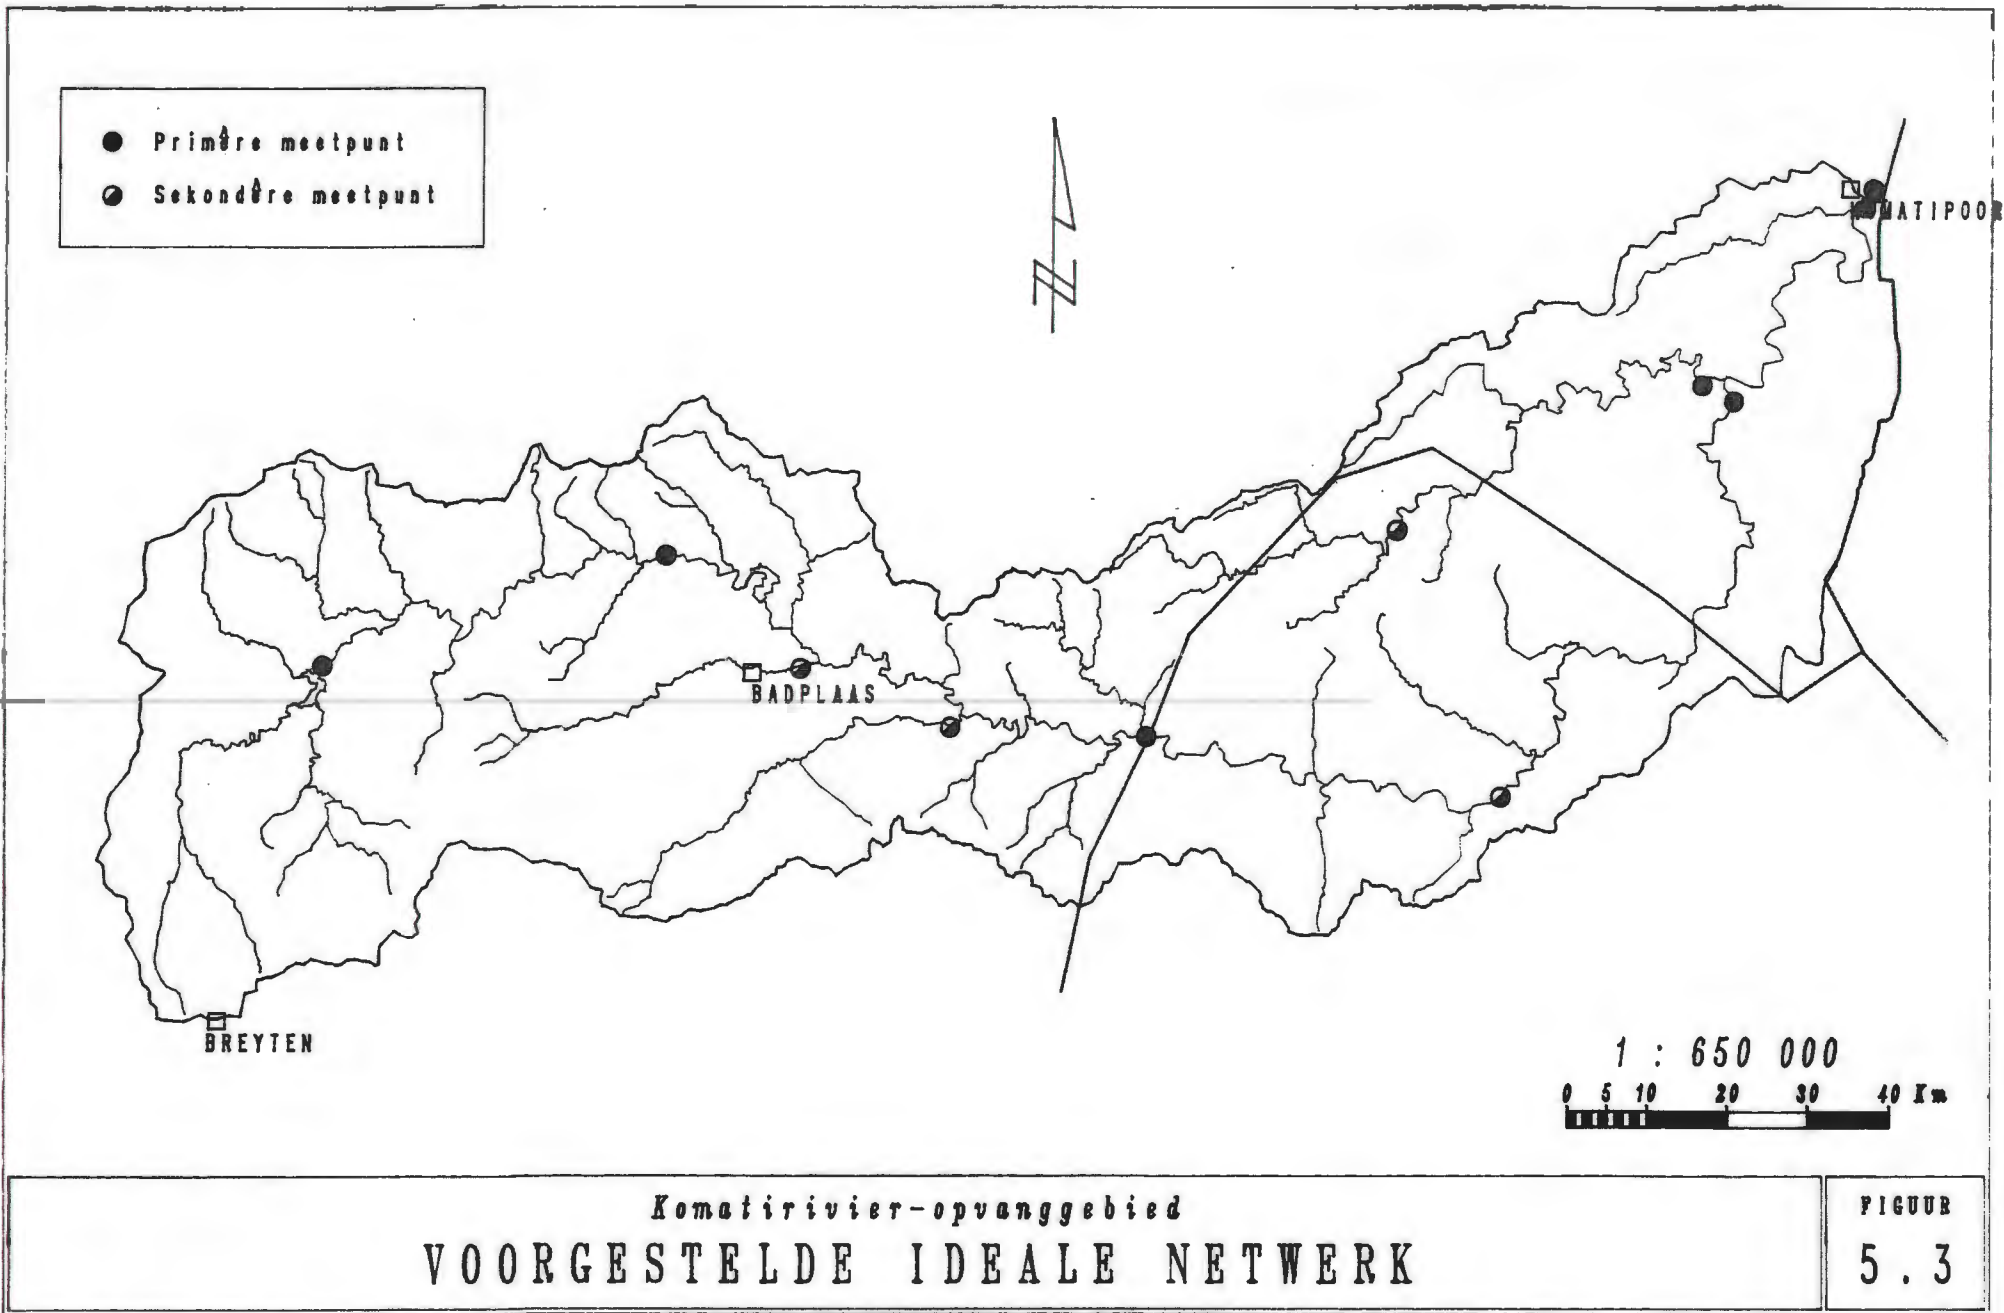 Primêre meetpunt
Sekondêre meetpunt
KOMATIPOOR
BADPLAAS
BREYTEN
1 : 650 000
0 5 10 20 30 40 Km
Komatirivier-opvanggebied
VOORGESTELDE IDEALE NETWERK
FIGUUR
5.3